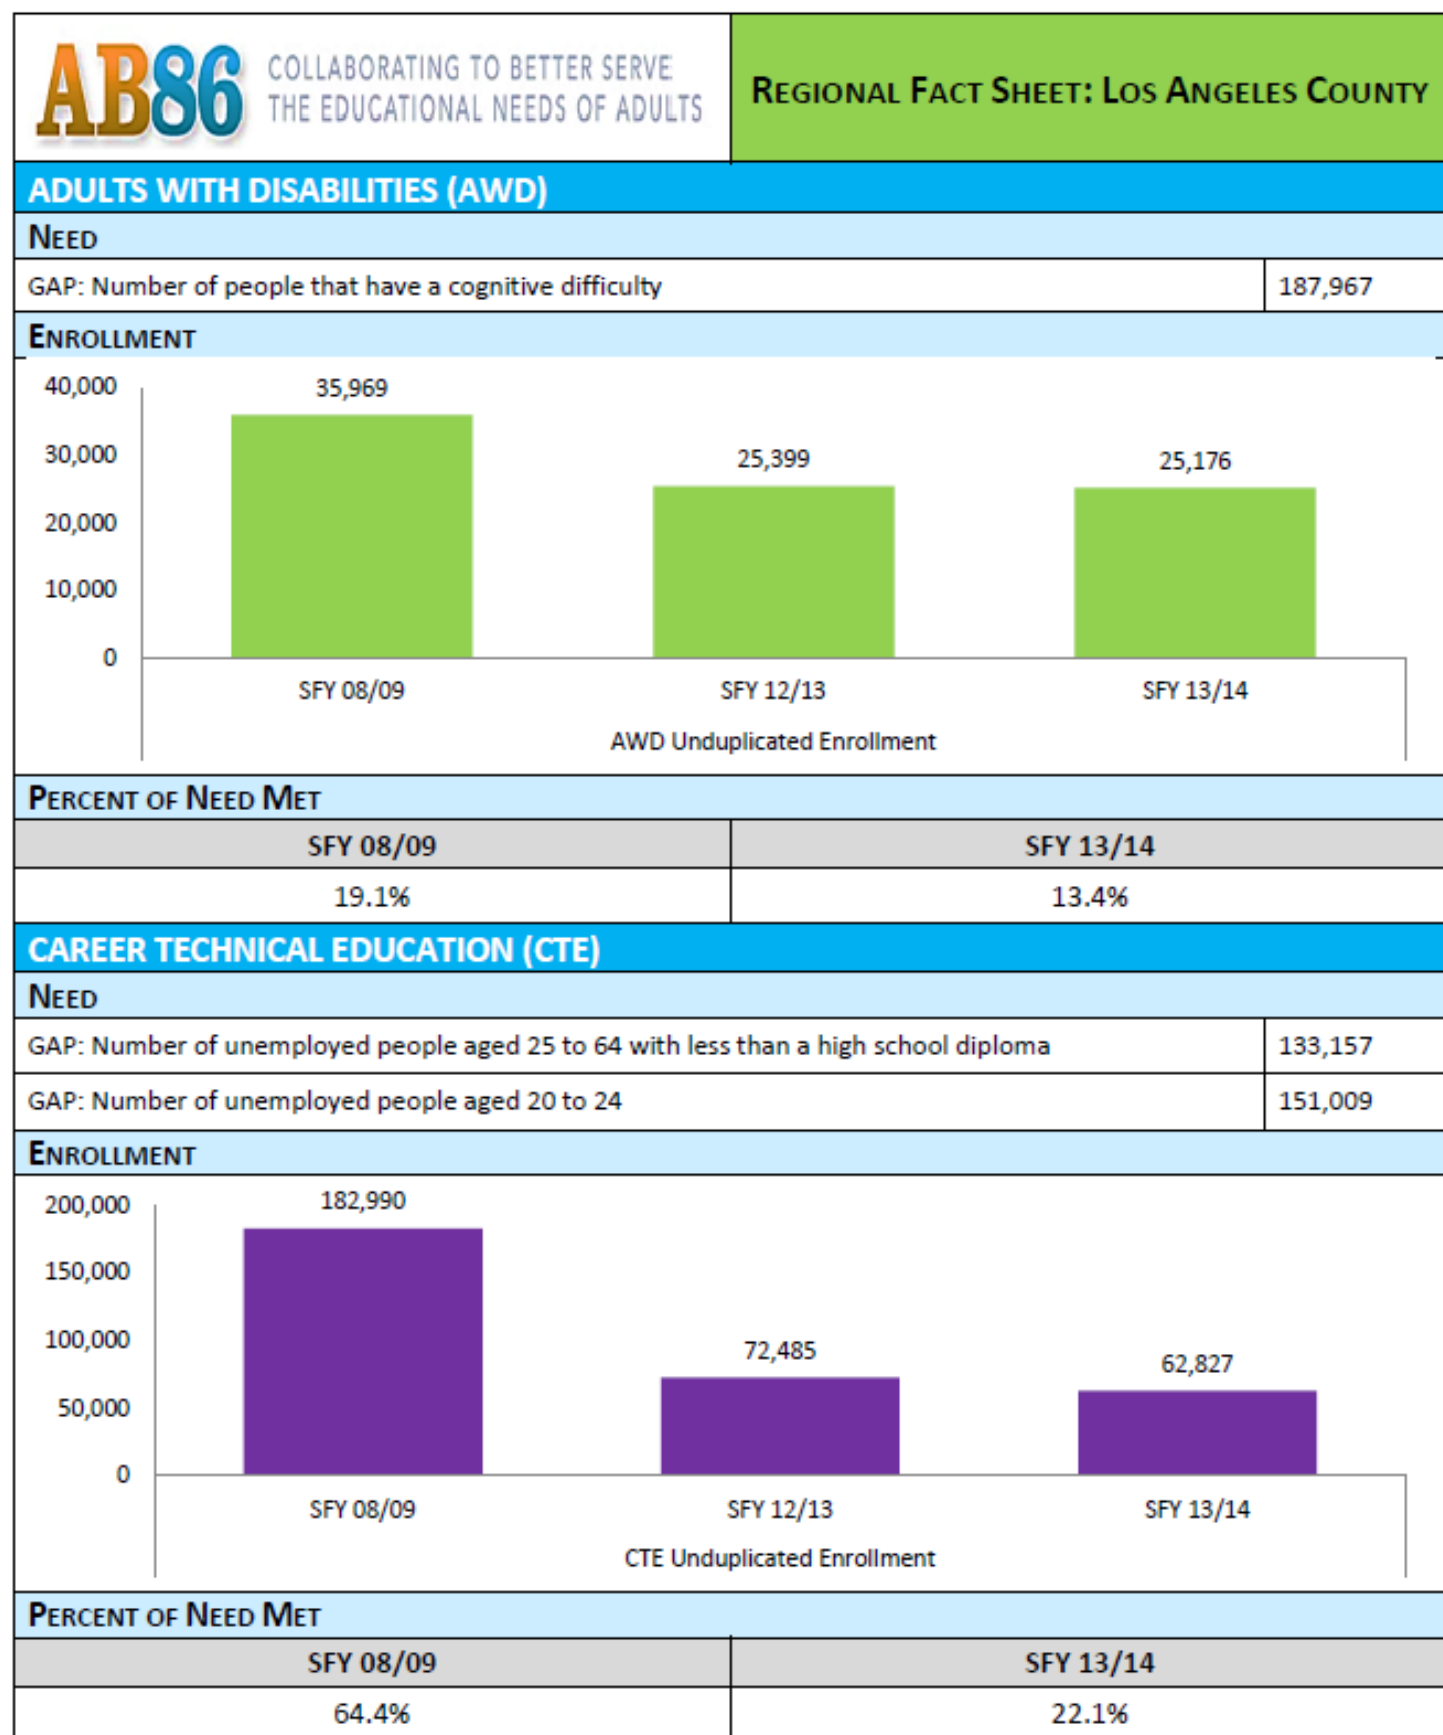 AB86 COLLABORATING TO BETTER SERVE
THE EDUCATIONAL NEEDS OF ADULTS
REGIONAL FACT SHEET: LOS ANGELES COUNTY
ADULTS WITH DISABILITIES (AWD)
NEED
GAP: Number of people that have a cognitive difficulty 187,967
ENROLLMENT
40,000
30,000
20,000
10,000
0
35,969
25,399
25,176
SFY 08/09 SFY 12/13 SFY 13/14
AWD Unduplicated Enrollment
PERCENT OF NEED MET
SFY 08/09 SFY 13/14
19.1% 13.4%
CAREER TECHNICAL EDUCATION (CTE)
NEED
GAP: Number of unemployed people aged 25 to 64 with less than a high school diploma 133,157
GAP: Number of unemployed people aged 20 to 24 151,009
ENROLLMENT
200,000
150,000
100,000
50,000
0
182,990
72,485
62,827
SFY 08/09 SFY 12/13 SFY 13/14
CTE Unduplicated Enrollment
PERCENT OF NEED MET
SFY 08/09 SFY 13/14
64.4% 22.1%